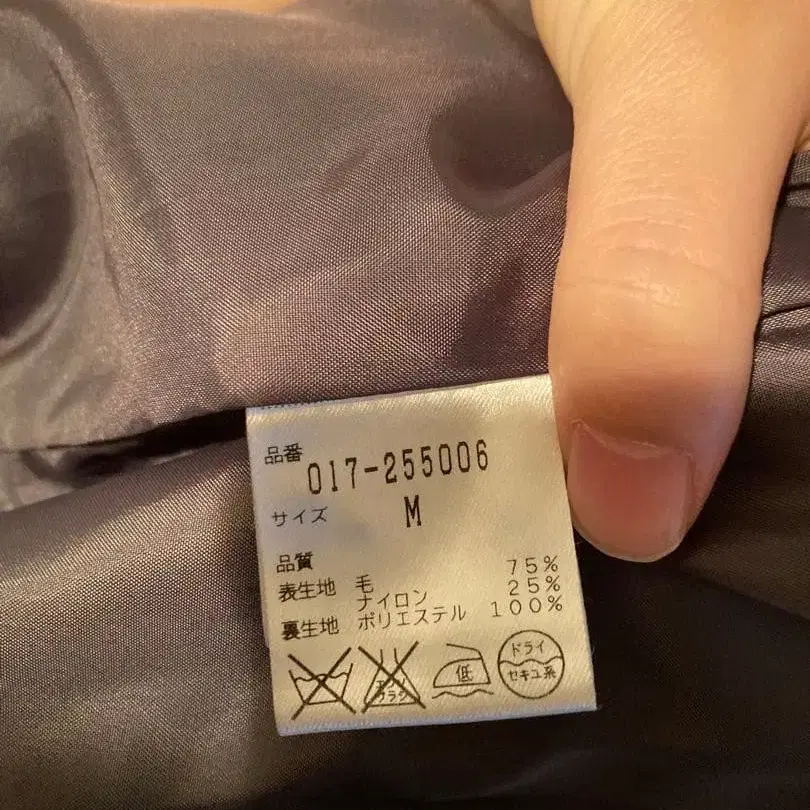 品番
017-255006
サイズ M
品質
表生地 毛 75%
ナイロン 25%
裏生地 ポリエステル 100%
低
ドライ
セキユ系